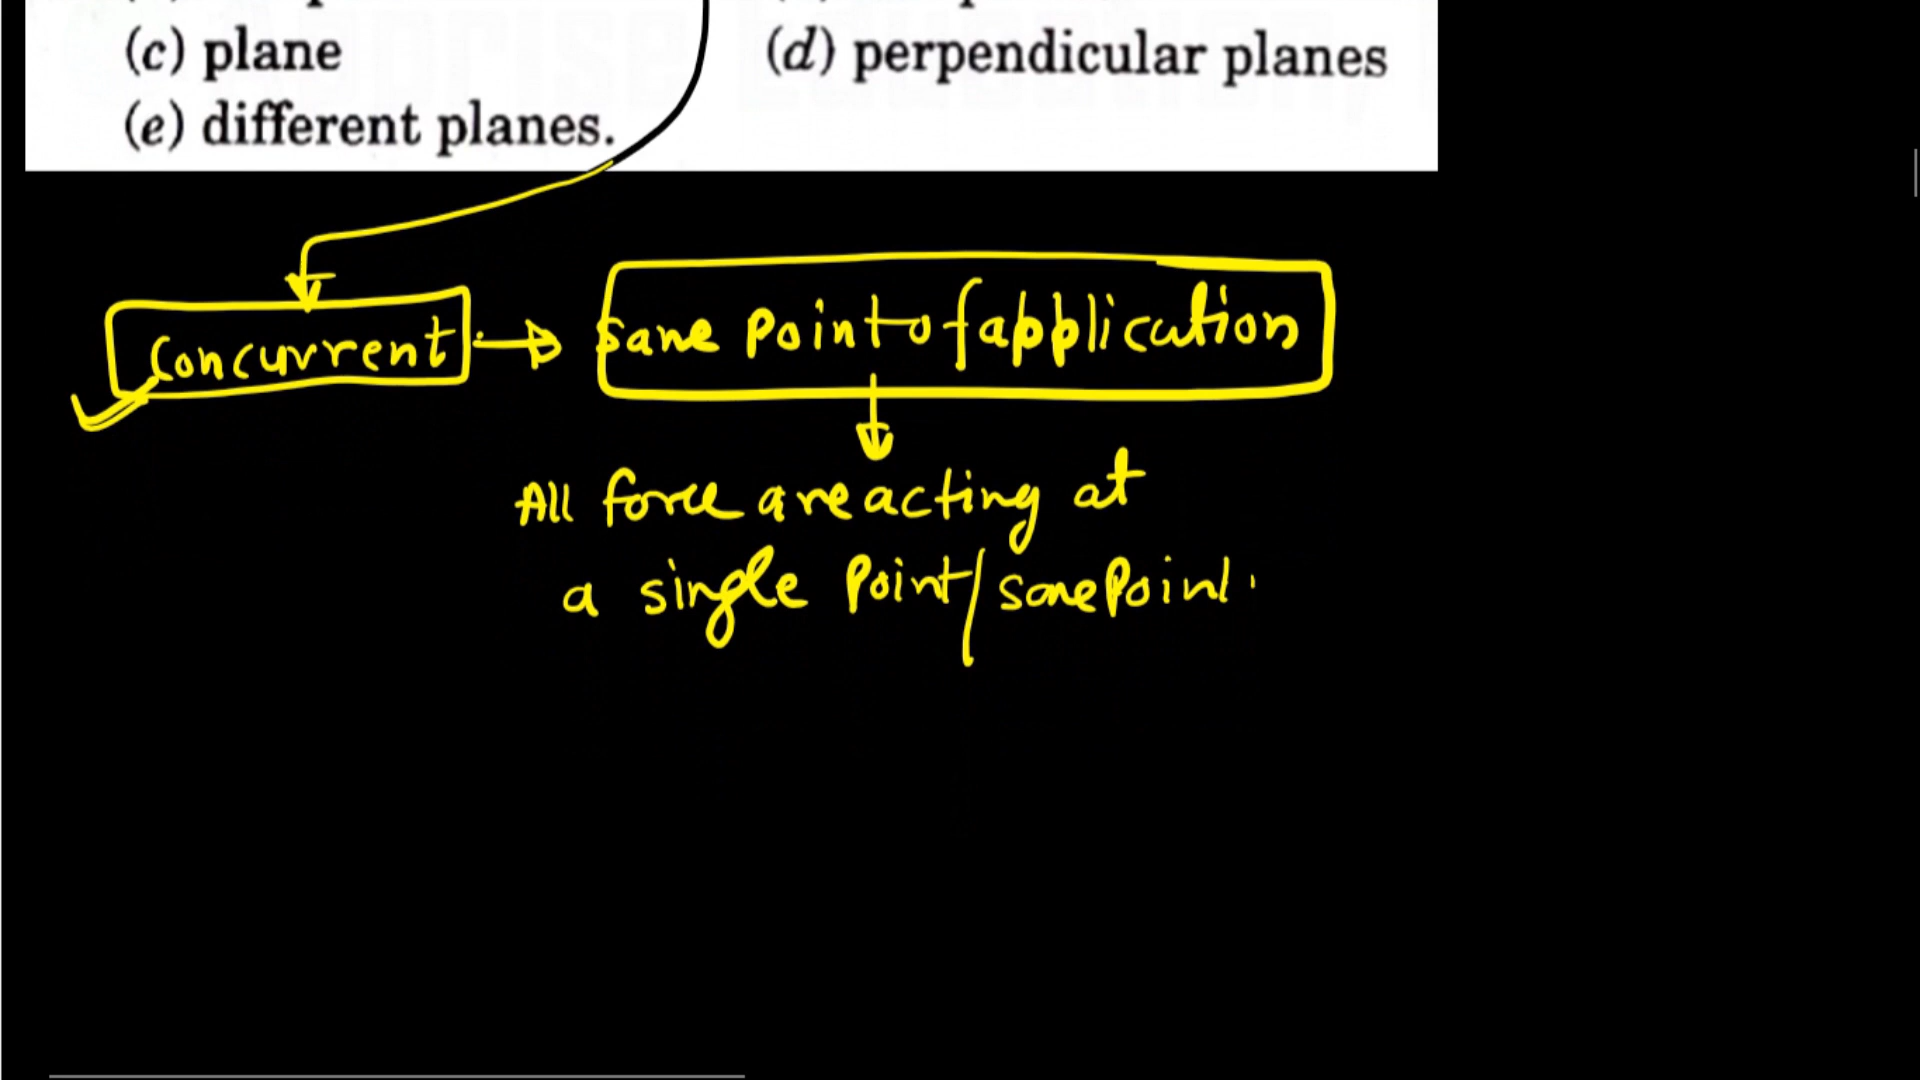 (c) plane (d) perpendicular planes
(e) different planes.
Concurrent → same point of application
All force are acting at
a single point/same point.